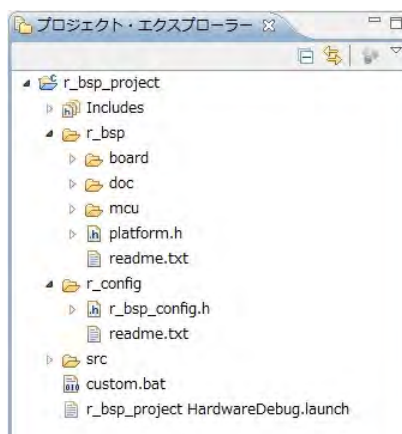 プロジェクト・エクスプローラー
r_bsp_project
Includes
r_bsp
board
doc
mcu
platform.h
readme.txt
r_config
r_bsp_config.h
readme.txt
src
custom.bat
r_bsp_project HardwareDebug.launch